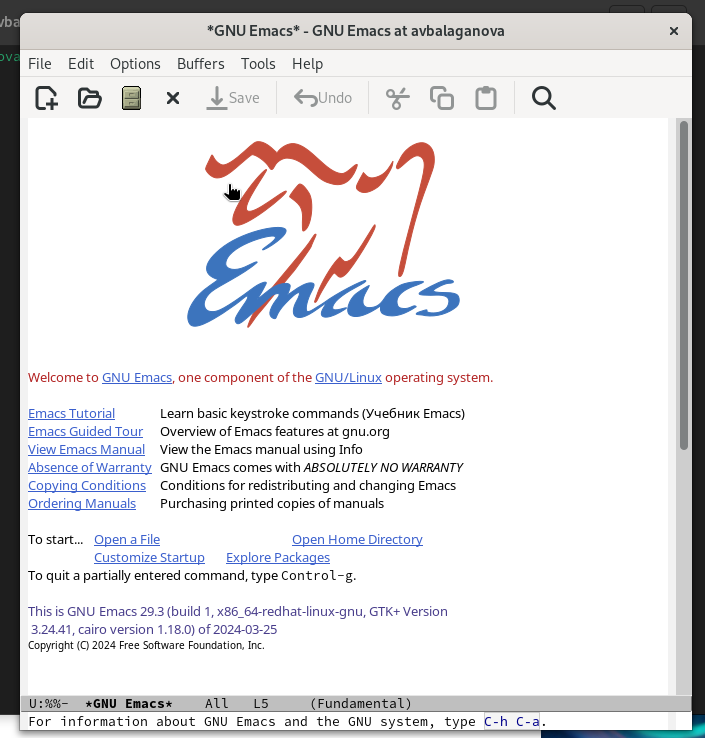 *GNU Emacs* - GNU Emacs at avbalaganova
File Edit Options Buffers Tools Help
Save Undo
Emacs
Welcome to GNU Emacs, one component of the GNU/Linux operating system.
Emacs Tutorial Learn basic keystroke commands (Учебник Emacs)
Emacs Guided Tour Overview of Emacs features at gnu.org
View Emacs Manual View the Emacs manual using Info
Absence of Warranty GNU Emacs comes with ABSOLUTELY NO WARRANTY
Copying Conditions Conditions for redistributing and changing Emacs
Ordering Manuals Purchasing printed copies of manuals
To start... Open a File Open Home Directory
Customize Startup Explore Packages
To quit a partially entered command, type Control-g.
This is GNU Emacs 29.3 (build 1, x86_64-redhat-linux-gnu, GTK+ Version
3.24.41, cairo version 1.18.0) of 2024-03-25
Copyright (C) 2024 Free Software Foundation, Inc.
U:%%- *GNU Emacs* All L5 (Fundamental)
For information about GNU Emacs and the GNU system, type C-h C-a.